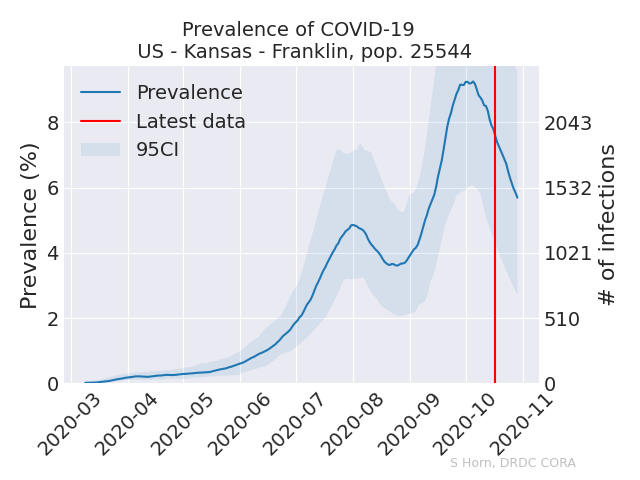 Prevalence of COVID-19
US - Kansas - Franklin, pop. 25544
Prevalence
Latest data
95CI
Prevalence (%)
8
6
4
2
0
2043
1532
1021
510
0
# of infections
2020-03
2020-04
2020-05
2020-06
2020-07
2020-08
2020-09
2020-10
2020-11
S Horn, DRDC CORA